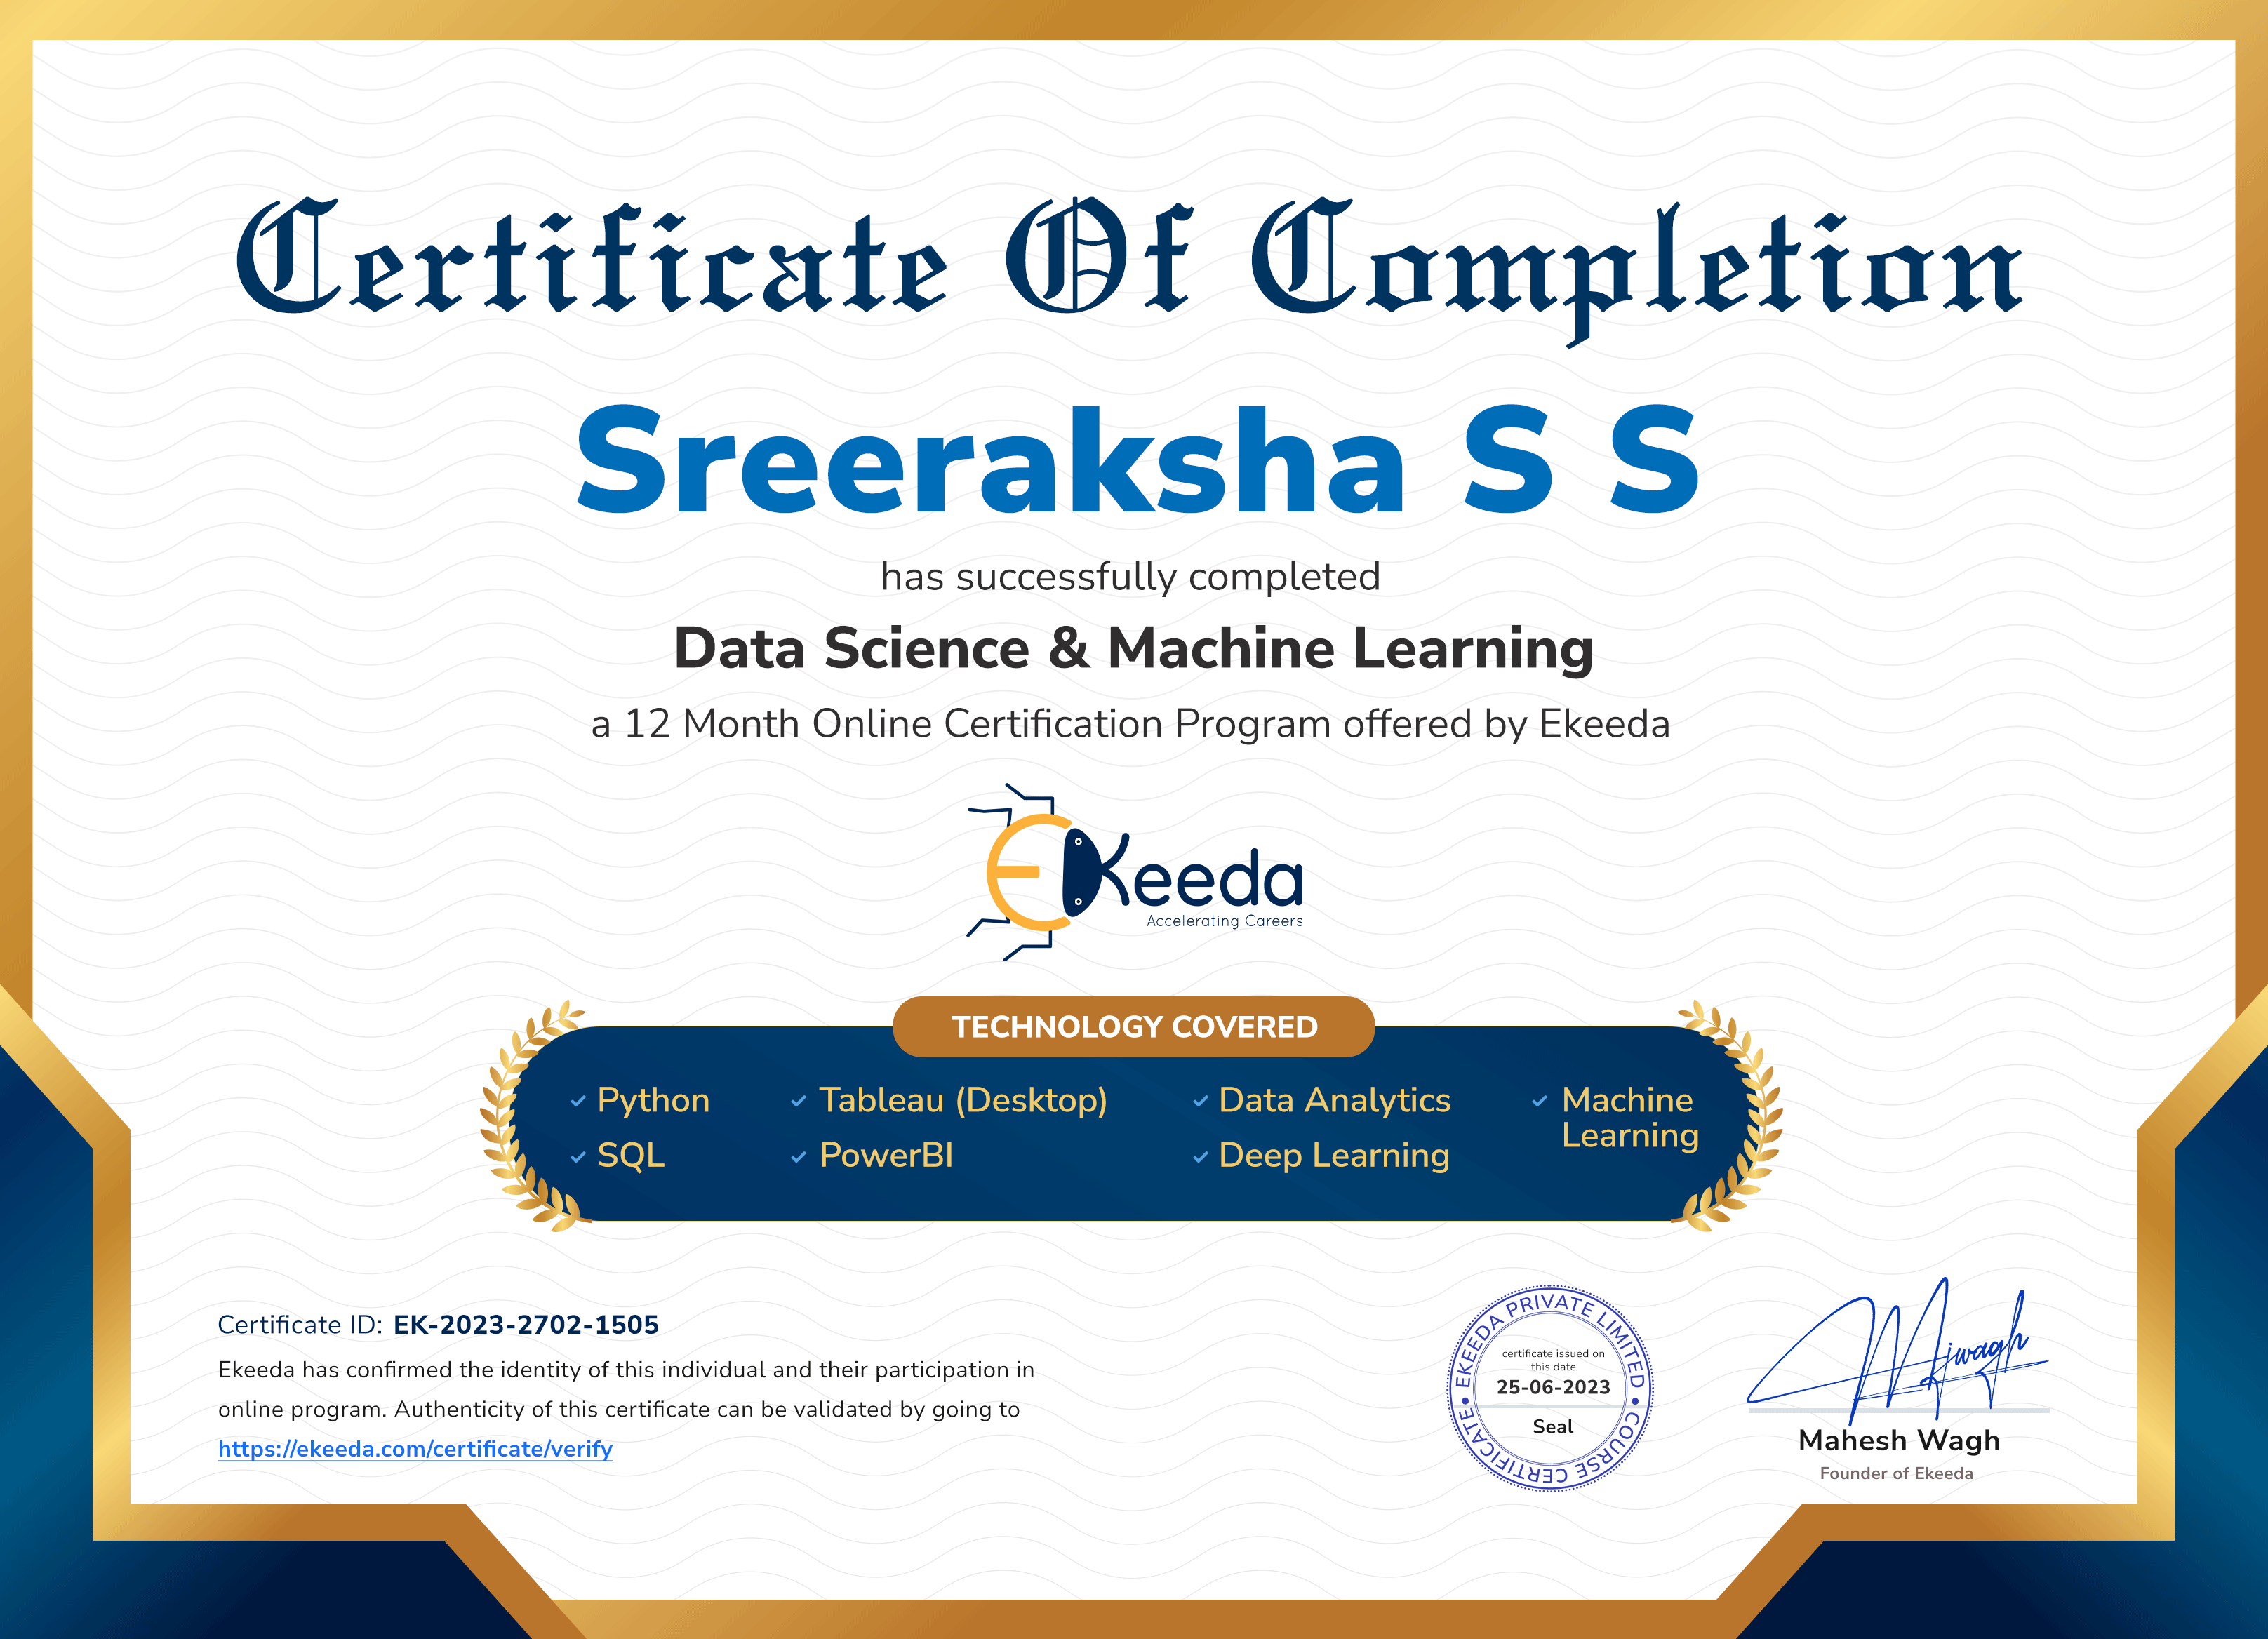 Certificate Of Completion
Sreeraksha S S
has successfully completed
Data Science & Machine Learning
a 12 Month Online Certification Program offered by Ekeeda
EKeeda
Accelerating Careers
TECHNOLOGY COVERED
Python
SQL
Tableau (Desktop)
PowerBI
Data Analytics
Deep Learning
Machine
Learning
Certificate ID: EK-2023-2702-1505
Ekeeda has confirmed the identity of this individual and their participation in
online program. Authenticity of this certificate can be validated by going to
https://ekeeda.com/certificate/verify
EKEEDA PRIVATE LIMITED
certificate issued on
this date
25-06-2023
Seal
COURSE CERTIFICATE
Mjwagh
Mahesh Wagh
Founder of Ekeeda